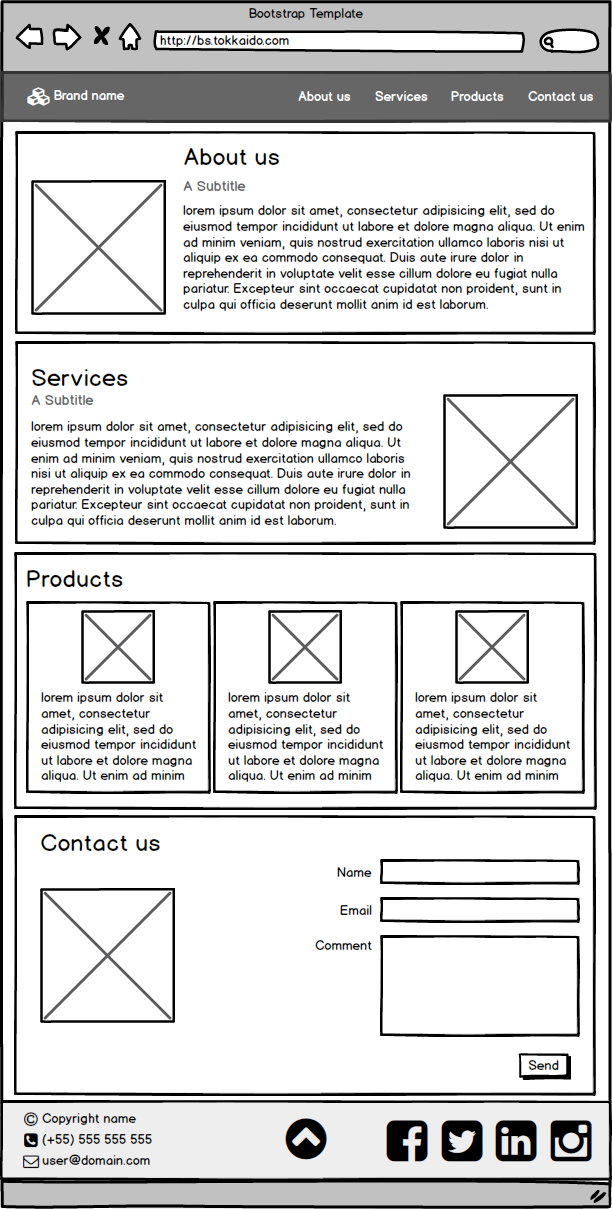 Bootstrap Template
http://bs.tokkaido.com
Brand name
About us
Services
Products
Contact us
About us
A Subtitle
lorem ipsum dolor sit amet, consectetur adipisicing elit, sed do
eiusmod tempor incididunt ut labore et dolore magna aliqua. Ut enim
ad minim veniam, quis nostrud exercitation ullamco laboris nisi ut
aliquip ex ea commodo consequat. Duis aute irure dolor in
reprehenderit in voluptate velit esse cillum dolore eu fugiat nulla
pariatur. Excepteur sint occaecat cupidatat non proident, sunt in
culpa qui officia deserunt mollit anim id est laborum.
Services
A Subtitle
lorem ipsum dolor sit amet, consectetur adipisicing elit, sed do
eiusmod tempor incididunt ut labore et dolore magna aliqua. Ut
enim ad minim veniam, quis nostrud exercitation ullamco laboris
nisi ut aliquip ex ea commodo consequat. Duis aute irure dolor in
reprehenderit in voluptate velit esse cillum dolore eu fugiat nulla
pariatur. Excepteur sint occaecat cupidatat non proident, sunt in
culpa qui officia deserunt mollit anim id est laborum.
Products
lorem ipsum dolor sit
amet, consectetur
adipisicing elit, sed do
eiusmod tempor incididunt
ut labore et dolore magna
aliqua. Ut enim ad minim
lorem ipsum dolor sit
amet, consectetur
adipisicing elit, sed do
eiusmod tempor incididunt
ut labore et dolore magna
aliqua. Ut enim ad minim
lorem ipsum dolor sit
amet, consectetur
adipisicing elit, sed do
eiusmod tempor incididunt
ut labore et dolore magna
aliqua. Ut enim ad minim
Contact us
Name
Email
Comment
Send
© Copyright name
(+55) 555 555 555
user@domain.com